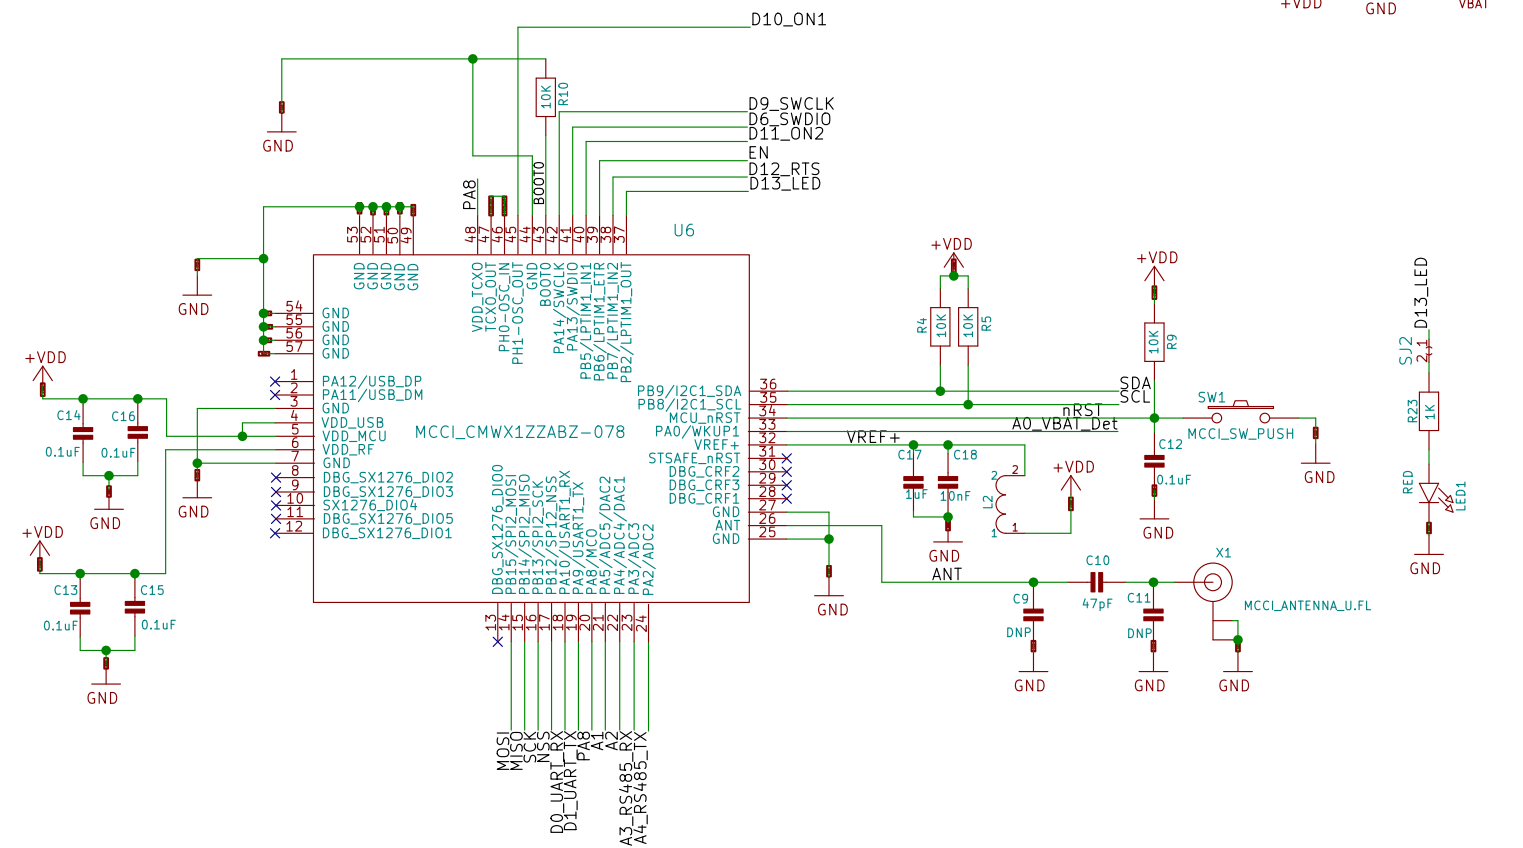 +VDD
GND
VBAT
D10_ON1
10K
R10
GND
D9_SWCLK
D6_SWDIO
D11_ON2
EN
D12_RTS
D13_LED
PA8
BOOT0
53
52
51
50
49
48
47
46
45
44
43
42
41
40
39
38
37
U6
GND
GND
GND
GND
GND
VDD_TCXO
TCXO_OUT
PH0-OSC_IN
PH1-OSC_OUT
GND
BOOT0
PA14/SWCLK
PA13/SWDIO
PB5/LPTIM1_IN1
PB6/LPTIM1_ETR
PB7/LPTIM1_IN2
PB2/LPTIM1_OUT
GND
54 GND
55 GND
56 GND
57 GND
1 PA12/USB_DP
2 PA11/USB_DM
3 GND
4 VDD_USB
5 VDD_MCU
6 VDD_RF
7 GND
8 DBG_SX1276_DIO2
9 DBG_SX1276_DIO3
10 SX1276_DIO4
11 DBG_SX1276_DIO5
12 DBG_SX1276_DIO1
MCCI_CMWX1ZZABZ-078
PB9/I2C1_SDA 36
PB8/I2C1_SCL 35
MCU_nRST 34
PA0/WKUP1 33
VREF+ 32
STSAFE_nRST 31
DBG_CRF2 30
DBG_CRF3 29
DBG_CRF1 28
GND 27
ANT 26
GND 25
DBG_SX1276_DIO0
PB15/SPI2_MOSI
PB14/SPI2_MISO
PB13/SPI2_SCK
PB12/SP12_NSS
PA10/USART1_RX
PA9/USART1_TX
PA8/MCO
PA5/ADC5/DAC2
PA4/ADC4/DAC1
PA3/ADC3
PA2/ADC2
13
14
15
16
17
18
19
20
21
22
23
24
MOSI
MISO
SCK
NSS
D0_UART_RX
D1_UART_TX
PA8
A1
A2
A3_RS485_RX
A4_RS485_TX
+VDD
C14
0.1uF
C16
0.1uF
GND
GND
+VDD
C13
0.1uF
C15
0.1uF
GND
+VDD
R4
10K
10K
R5
SDA
SCL
nRST
A0_VBAT_Det
VREF+
C17
1uF
C18
10nF
GND
2
2
L2
1
1
+VDD
GND
ANT
+VDD
10K
R9
SW1
MCCI_SW_PUSH
GND
C12
0.1uF
GND
C9
DNP
GND
C10
47pF
C11
DNP
GND
X1
MCCI_ANTENNA_U.FL
GND
D13_LED
SJ2
2
1
R23
1K
RED
LED1
GND